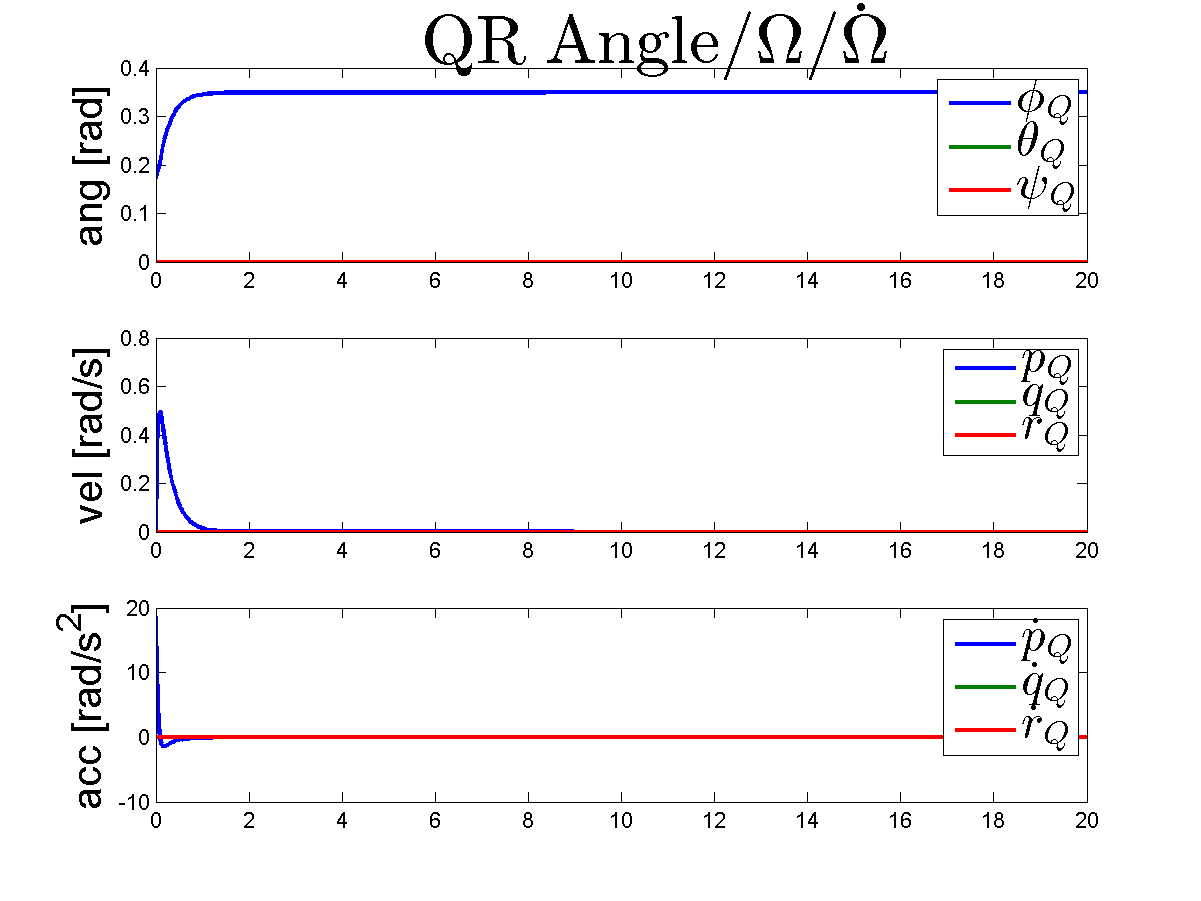 QR Angle/Ω/Ω̇
ang [rad]
0.4
0.3
0.2
0.1
0
0 2 4 6 8 10 12 14 16 18 20
ϕ_Q
θ_Q
ψ_Q
vel [rad/s]
0.8
0.6
0.4
0.2
0
0 2 4 6 8 10 12 14 16 18 20
p_Q
q_Q
r_Q
acc [rad/s²]
20
10
0
-10
0 2 4 6 8 10 12 14 16 18 20
ṗ_Q
q̇_Q
ṙ_Q